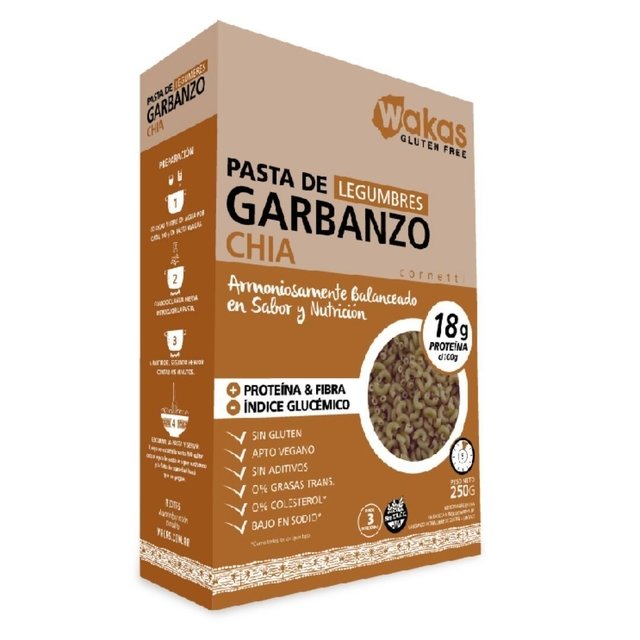 PASTA DE LEGUMBRES
GARBANZO
CHIA
PREPARACIÓN
1
2
3
4
Wakas
GLUTEN FREE
PASTA DE LEGUMBRES
GARBANZO
CHIA
cornetti
Armoniosamente Balanceado
en Sabor y Nutrición
18g
PROTEÍNA
c/100g
+ PROTEÍNA & FIBRA
- ÍNDICE GLUCÉMICO
SIN GLUTEN
APTO VEGANO
SIN ADITIVOS
0% GRASAS TRANS.
0% COLESTEROL*
BAJO EN SODIO*
3
PESO NETO
250G